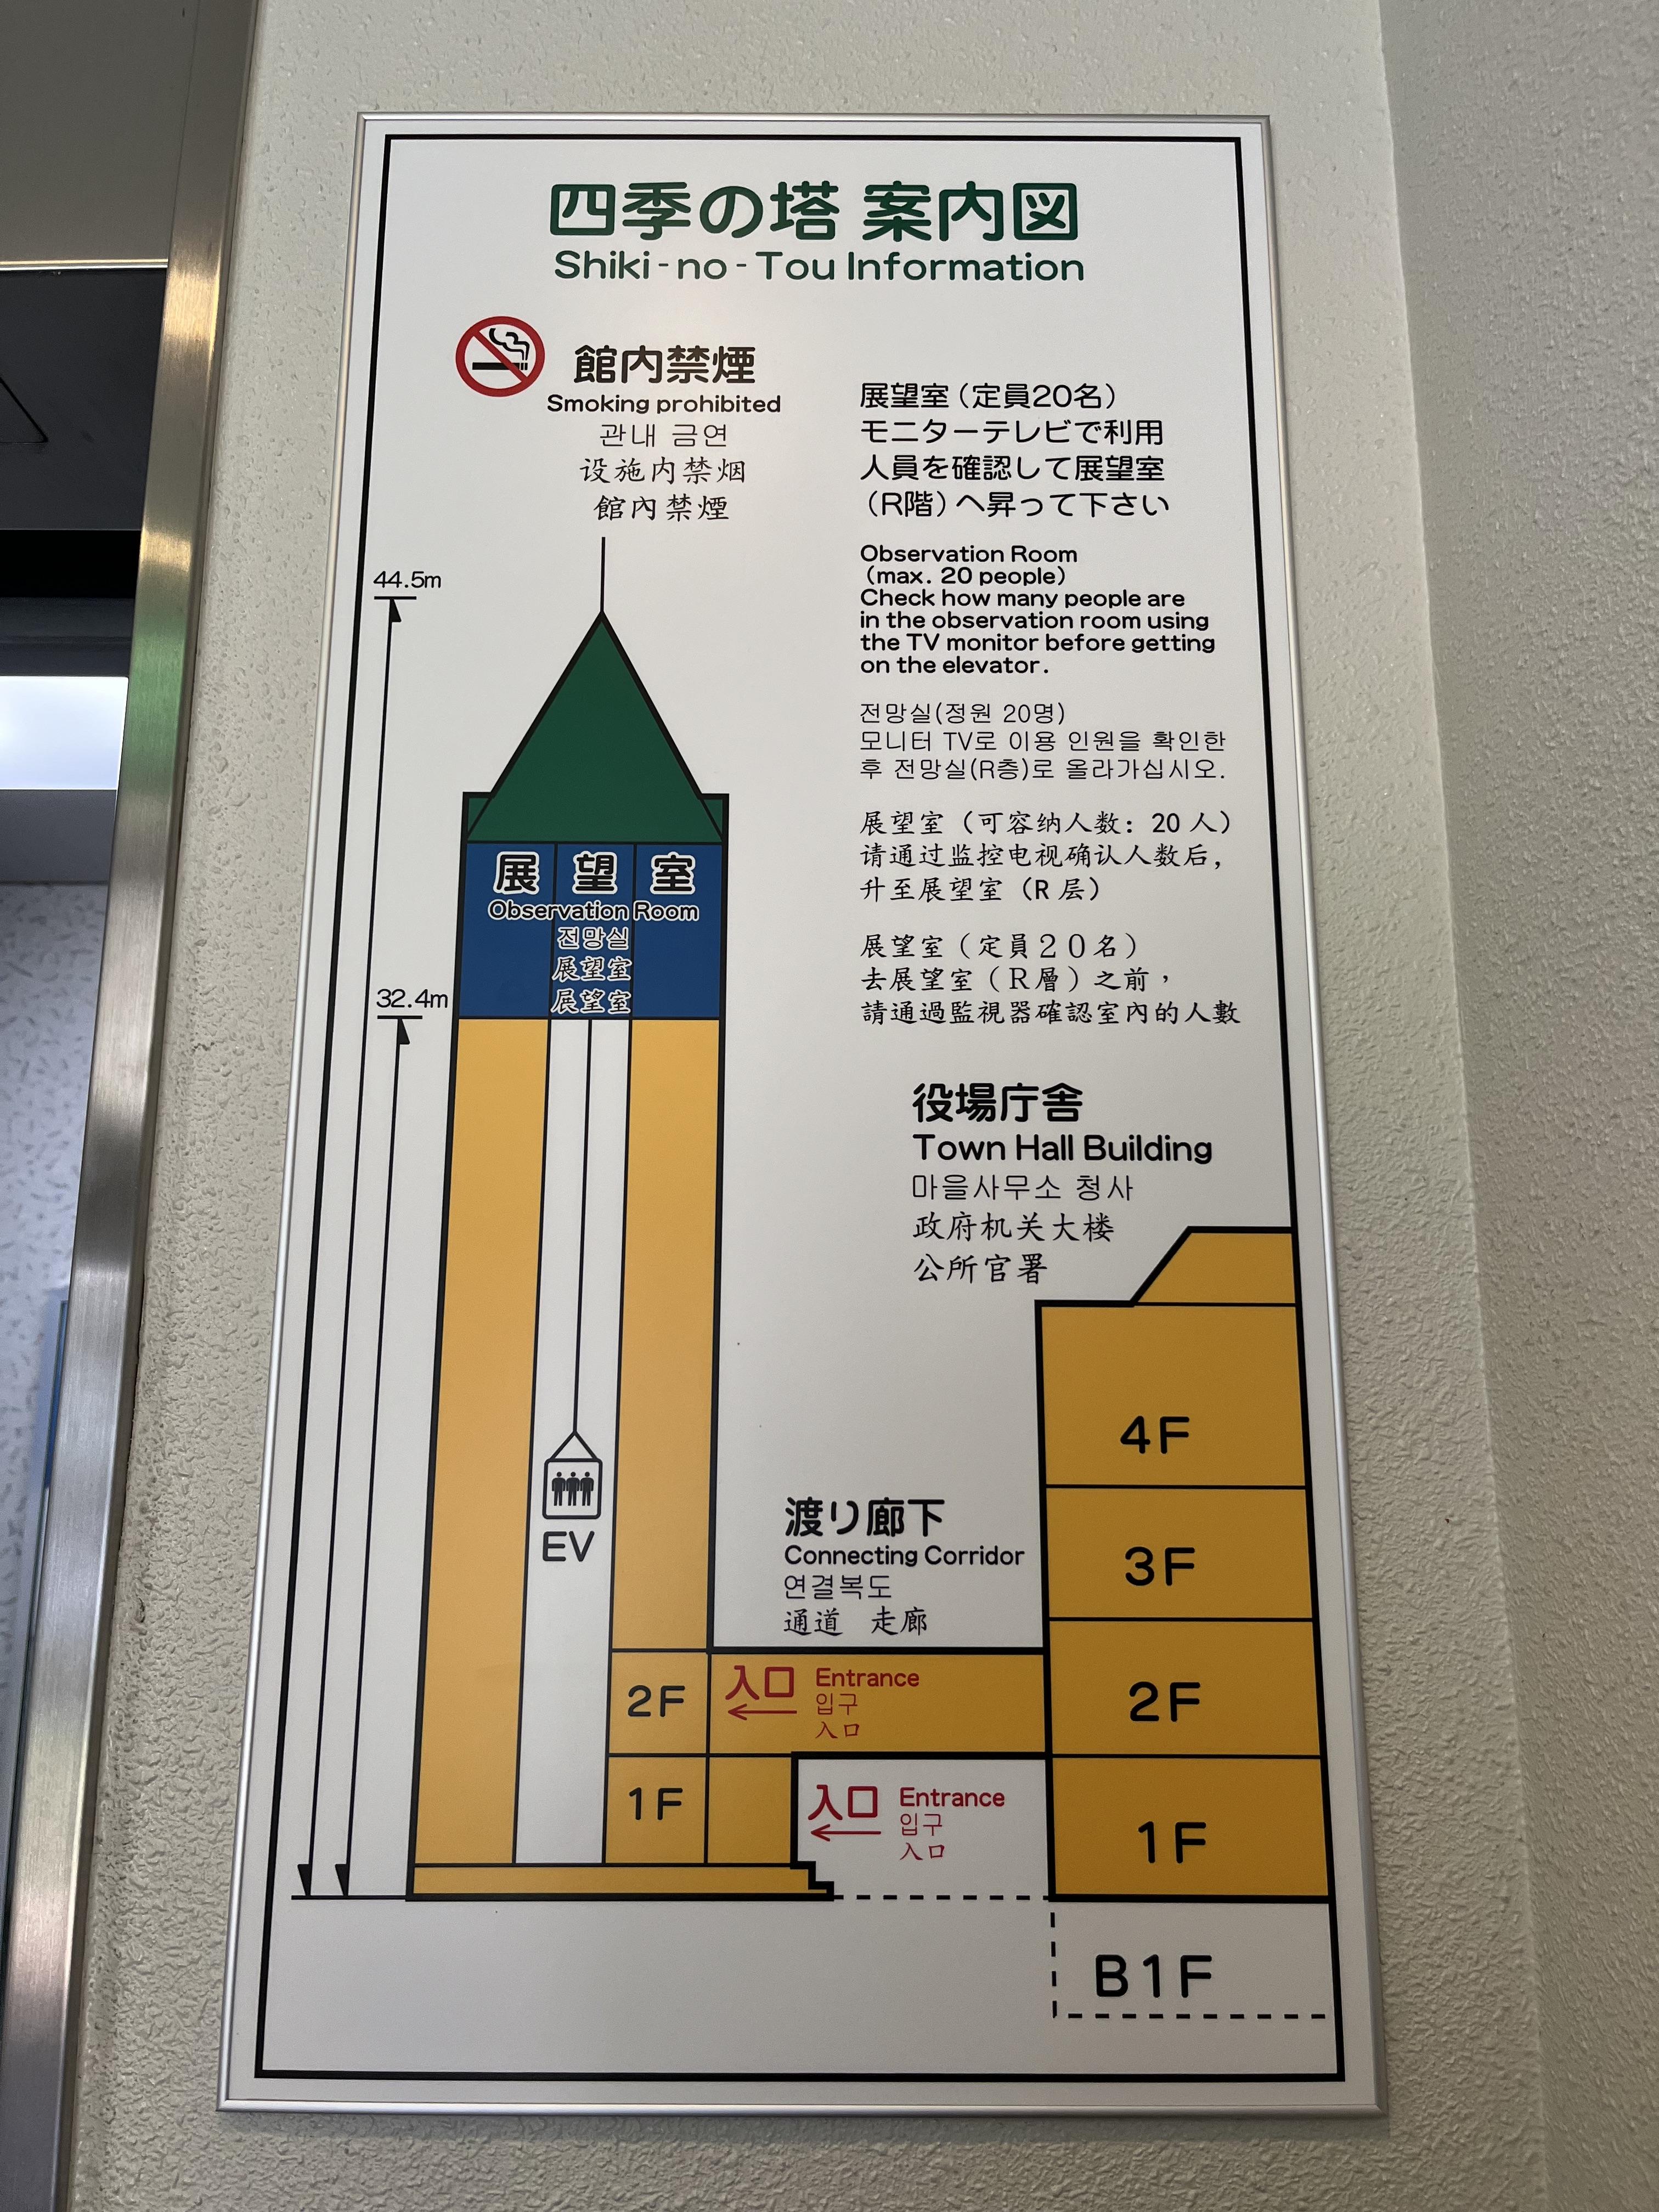 四季の塔 案内図
Shiki-no-Tou Information
館内禁煙
Smoking prohibited
관내 금연
设施内禁烟
館內禁煙
展望室（定員20名）
モニターテレビで利用
人員を確認して展望室
（R階）へ昇って下さい
Observation Room
(max. 20 people)
Check how many people are
in the observation room using
the TV monitor before getting
on the elevator.
전망실(정원 20명)
모니터 TV로 이용 인원을 확인한
후 전망실(R층)로 올라가십시오.
展望室（可容纳人数：20 人）
请通过监控电视确认人数后，
升至展望室（R 层）
展望室（定員２０名）
去展望室（Ｒ層）之前，
請通過監視器確認室內的人數
44.5m
展望室
Observation Room
전망실
展望室
展望室
32.4m
役場庁舎
Town Hall Building
마을사무소 청사
政府机关大楼
公所官署
EV
渡り廊下
Connecting Corridor
연결복도
通道 走廊
4F
3F
2F
入口 Entrance
입구
入口
2F
1F
入口 Entrance
입구
入口
1F
B1F